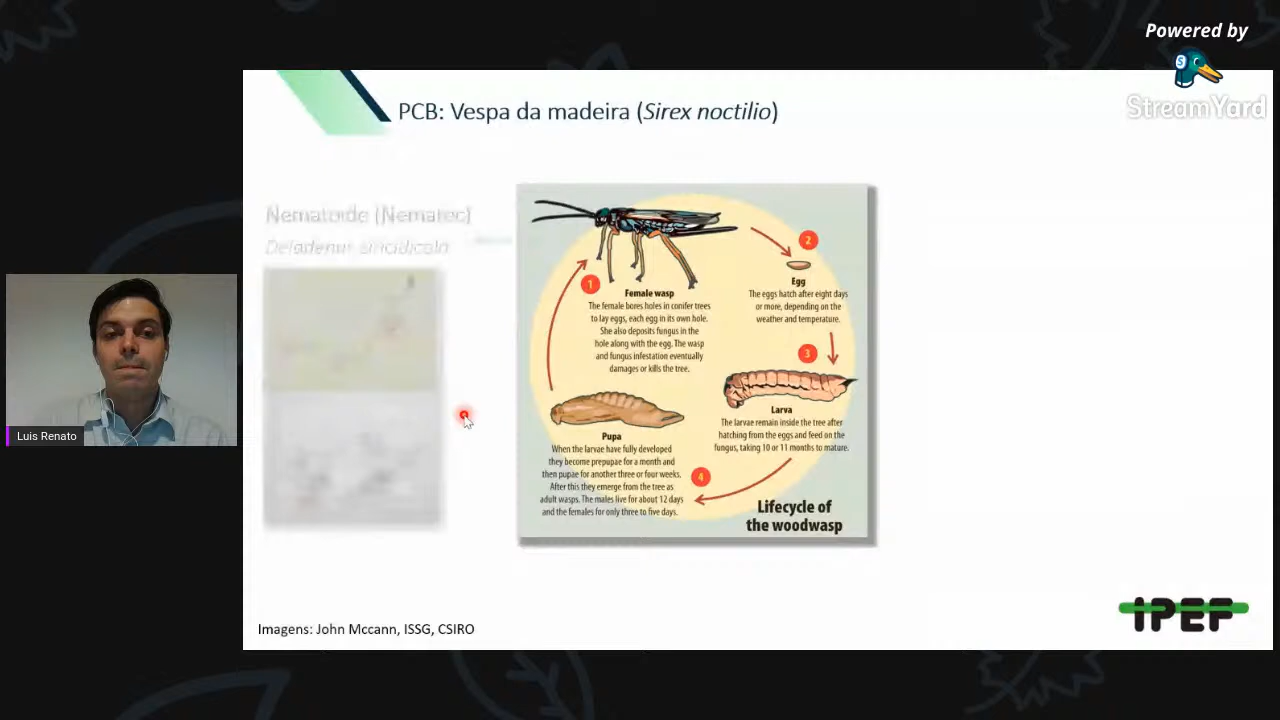 Powered by
StreamYard
PCB: Vespa da madeira (Sirex noctilio)
Nematoide (Nematec)
Luis Renato
1
Female wasp
The female bores holes in conifer trees
to lay eggs, each egg in its own hole.
She also deposits fungus in the
hole along with the egg. The wasp
and fungus infestation eventually
damages or kills the tree.
2
Egg
The eggs hatch after eight days
or more, depending on the
weather and temperature.
3
Larva
The larvae remain inside the tree after
hatching from the eggs and feed on the
fungus, taking 10 or 11 months to mature.
4
Pupa
When the larvae have fully developed
they become prepupae for a month and
then pupae for another three or four weeks.
After this they emerge from the tree as
adult wasps. The males live for about 12 days
and the females for only three to five days.
Lifecycle of
the woodwasp
Imagens: John Mccann, ISSG, CSIRO
IPEF